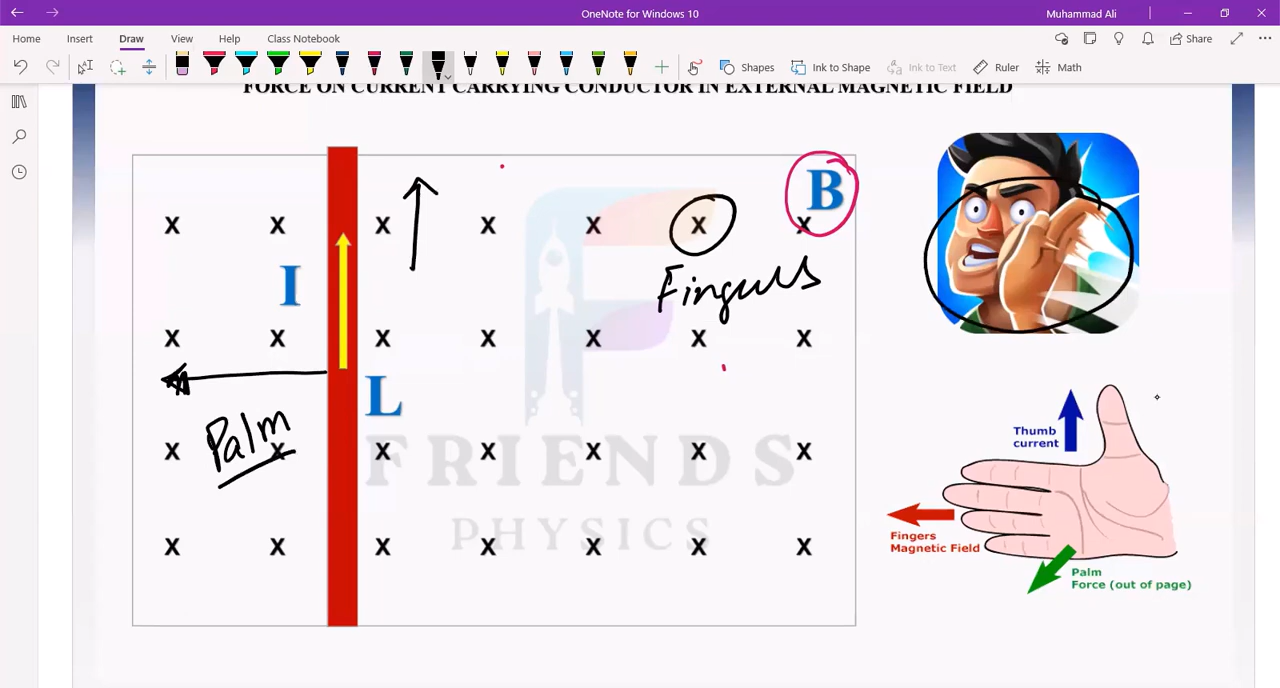 OneNote for Windows 10
Muhammad Ali
Home Insert Draw View Help Class Notebook
Share
Shapes Ink to Shape Ink to Text Ruler Math
FORCE ON CURRENT CARRYING CONDUCTOR IN EXTERNAL MAGNETIC FIELD
B
X X X X X X X
I
Fingers
X X X X X X X
L
Palm
X X X X X X X
FRIENDS
PHYSICS
X X X X X X X
Thumb
current
Fingers
Magnetic Field
Palm
Force (out of page)